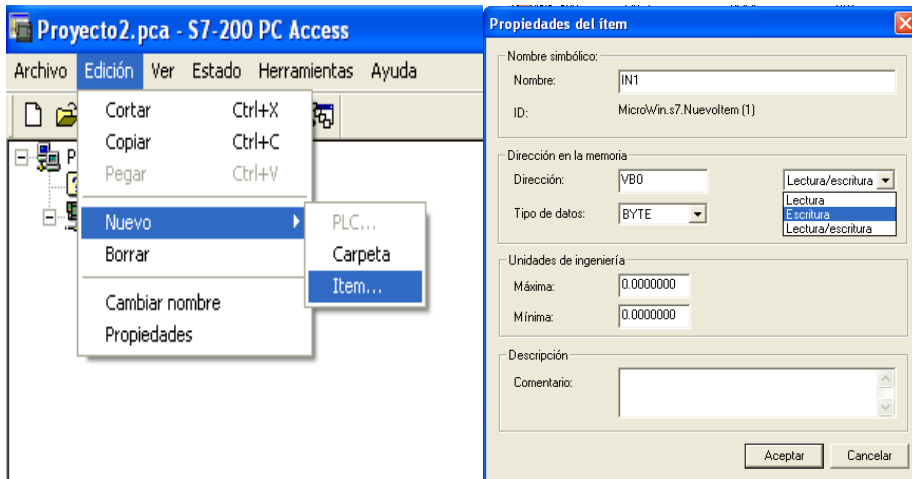 Proyecto2.pca - S7-200 PC Access
Archivo Edición Ver Estado Herramientas Ayuda
Cortar Ctrl+X
Copiar Ctrl+C
Pegar Ctrl+V
Nuevo
Borrar
Cambiar nombre
Propiedades
PLC...
Carpeta
Item...
Propiedades del ítem
Nombre simbólico:
Nombre: IN1
ID: MicroWin.s7.NuevoItem (1)
Dirección en la memoria
Dirección: VB0 Lectura/escritura
Lectura
Tipo de datos: BYTE Escritura
Lectura/escritura
Unidades de ingeniería
Máxima: 0.0000000
Mínima: 0.0000000
Descripción
Comentario:
Aceptar Cancelar